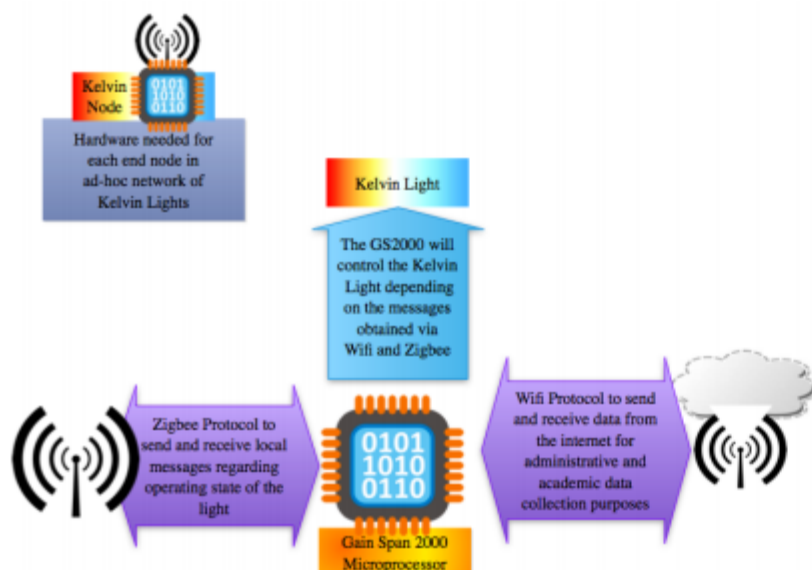 Kelvin
Node
0101
1010
0110
Hardware needed for
each end node in
ad-hoc network of
Kelvin Lights
Kelvin Light
The GS2000 will
control the Kelvin
Light depending
on the messages
obtained via
Wifi and Zigbee
Zigbee Protocol to
send and receive local
messages regarding
operating state of the
light
0101
1010
0110
Gain Span 2000
Microprocessor
Wifi Protocol to send
and receive data from
the internet for
administrative and
academic data
collection purposes